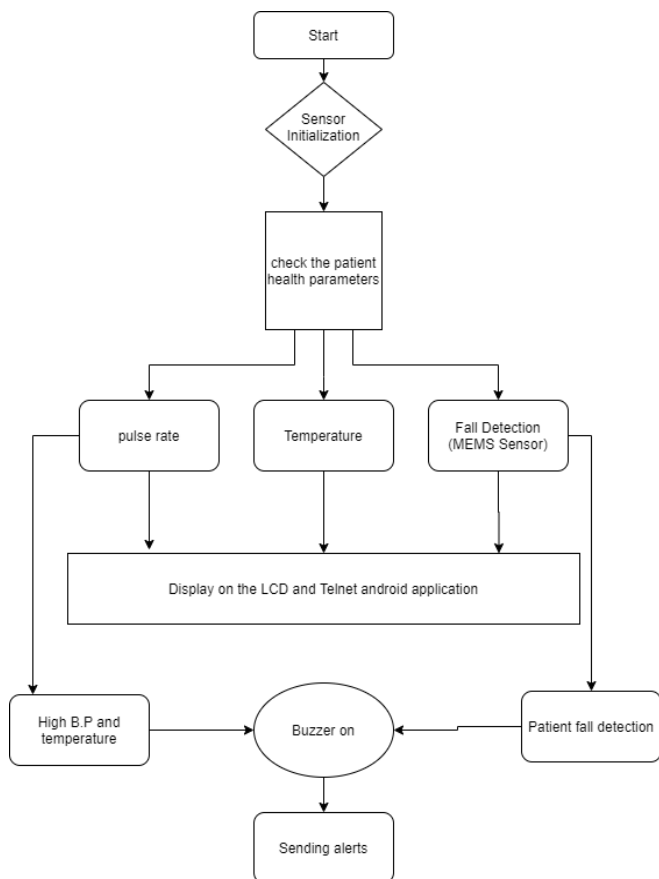 Start
Sensor
Initialization
check the patient
health parameters
pulse rate
Temperature
Fall Detection
(MEMS Sensor)
Display on the LCD and Telnet android application
High B.P and
temperature
Buzzer on
Patient fall detection
Sending alerts